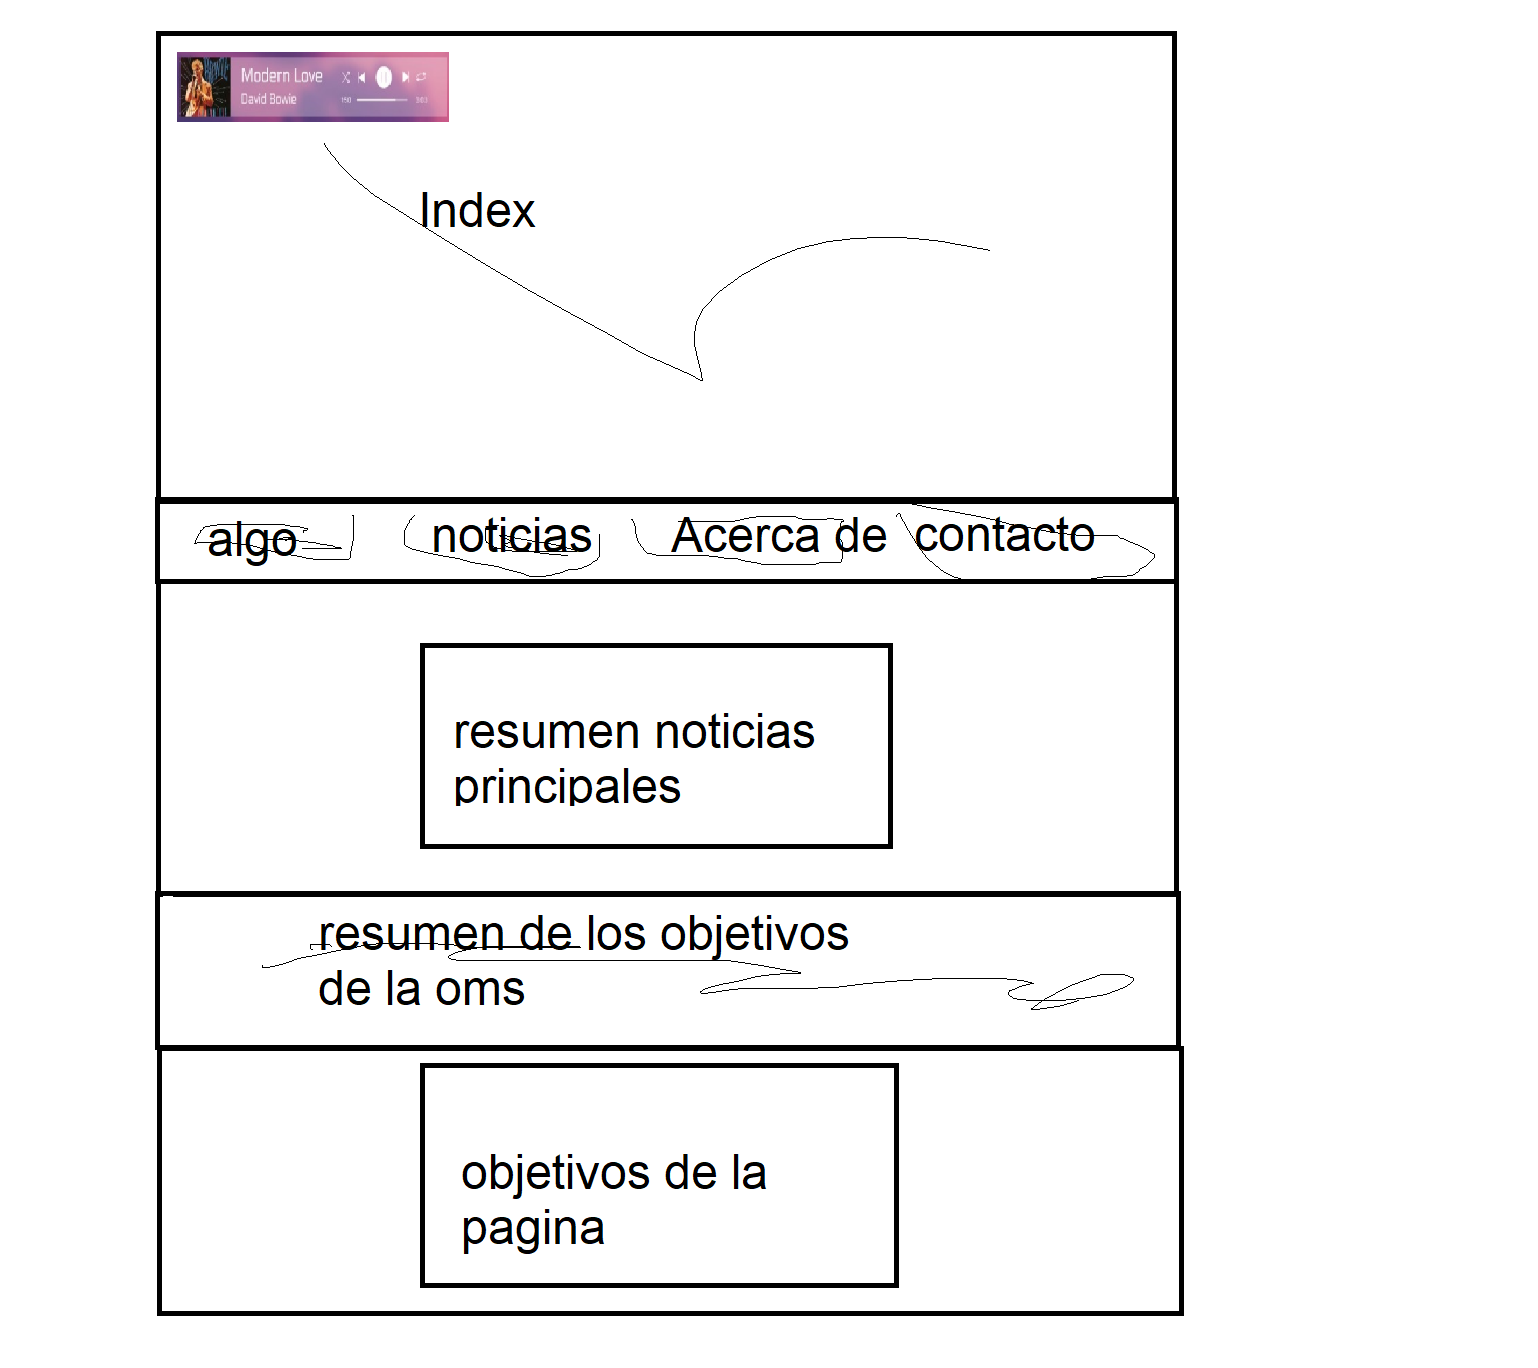 Modern Love
David Bowie
Index
algo noticias Acerca de contacto
resumen noticias
principales
resumen de los objetivos
de la oms
objetivos de la
pagina